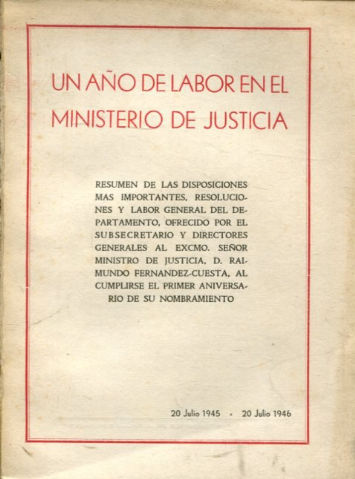 UN AÑO DE LABOR EN EL
MINISTERIO DE JUSTICIA
RESUMEN DE LAS DISPOSICIONES
MAS IMPORTANTES, RESOLUCIO-
NES Y LABOR GENERAL DEL DE-
PARTAMENTO, OFRECIDO POR EL
SUBSECRETARIO Y DIRECTORES
GENERALES AL EXCMO. SEÑOR
MINISTRO DE JUSTICIA, D. RAI-
MUNDO FERNANDEZ-CUESTA, AL
CUMPLIRSE EL PRIMER ANIVERSA-
RIO DE SU NOMBRAMIENTO
20 Julio 1945 - 20 Julio 1946